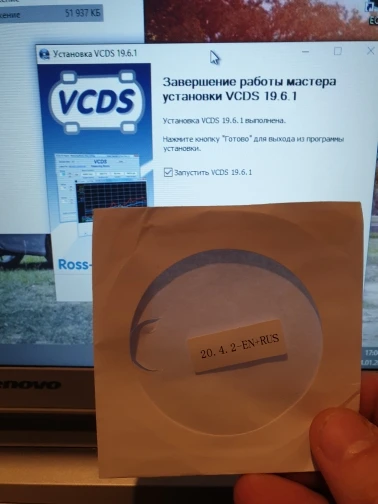 жение
51 937 КБ
Установка VCDS 19.6.1
VCDS
Завершение работы мастера
установки VCDS 19.6.1
Установка VCDS 19.6.1 выполнена.
Нажмите кнопку "Готово" для выхода из программы
установки.
Запустить VCDS 19.6.1
VCDS
Ross-
20.4.2-EN+RUS
lenovo